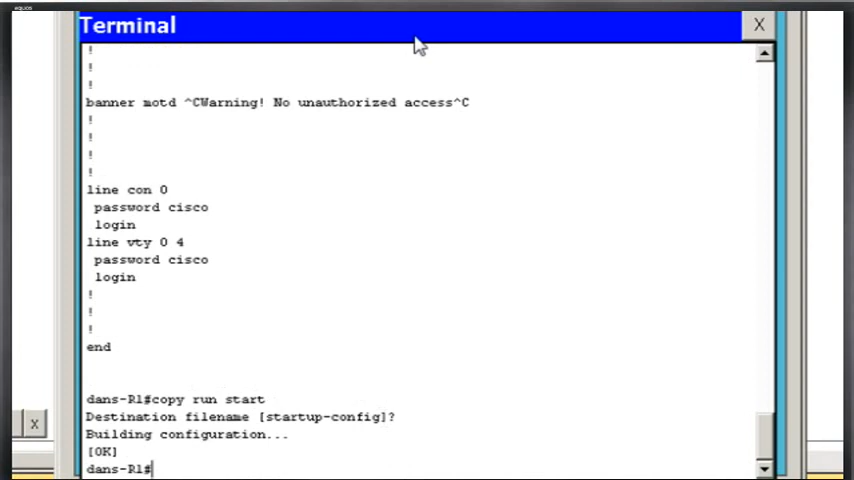 equos
Terminal
X
!
!
!
banner motd ^CWarning! No unauthorized access^C
!
!
!
!
line con 0
password cisco
login
line vty 0 4
password cisco
login
!
!
!
end
dans-R1#copy run start
Destination filename [startup-config]?
Building configuration...
[OK]
dans-R1#
X